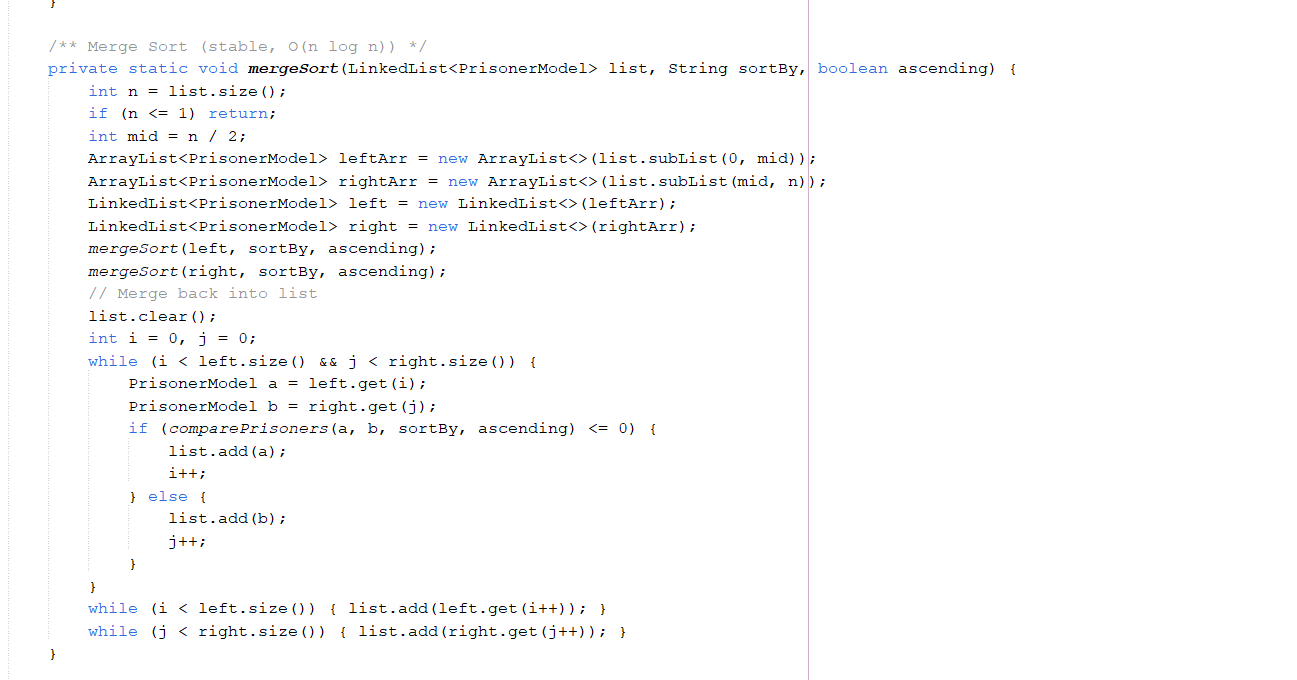 }
/** Merge Sort (stable, O(n log n)) */
private static void mergeSort(LinkedList<PrisonerModel> list, String sortBy, boolean ascending) {
    int n = list.size();
    if (n <= 1) return;
    int mid = n / 2;
    ArrayList<PrisonerModel> leftArr = new ArrayList<>(list.subList(0, mid));
    ArrayList<PrisonerModel> rightArr = new ArrayList<>(list.subList(mid, n));
    LinkedList<PrisonerModel> left = new LinkedList<>(leftArr);
    LinkedList<PrisonerModel> right = new LinkedList<>(rightArr);
    mergeSort(left, sortBy, ascending);
    mergeSort(right, sortBy, ascending);
    // Merge back into list
    list.clear();
    int i = 0, j = 0;
    while (i < left.size() && j < right.size()) {
        PrisonerModel a = left.get(i);
        PrisonerModel b = right.get(j);
        if (comparePrisoners(a, b, sortBy, ascending) <= 0) {
            list.add(a);
            i++;
        } else {
            list.add(b);
            j++;
        }
    }
    while (i < left.size()) { list.add(left.get(i++)); }
    while (j < right.size()) { list.add(right.get(j++)); }
}